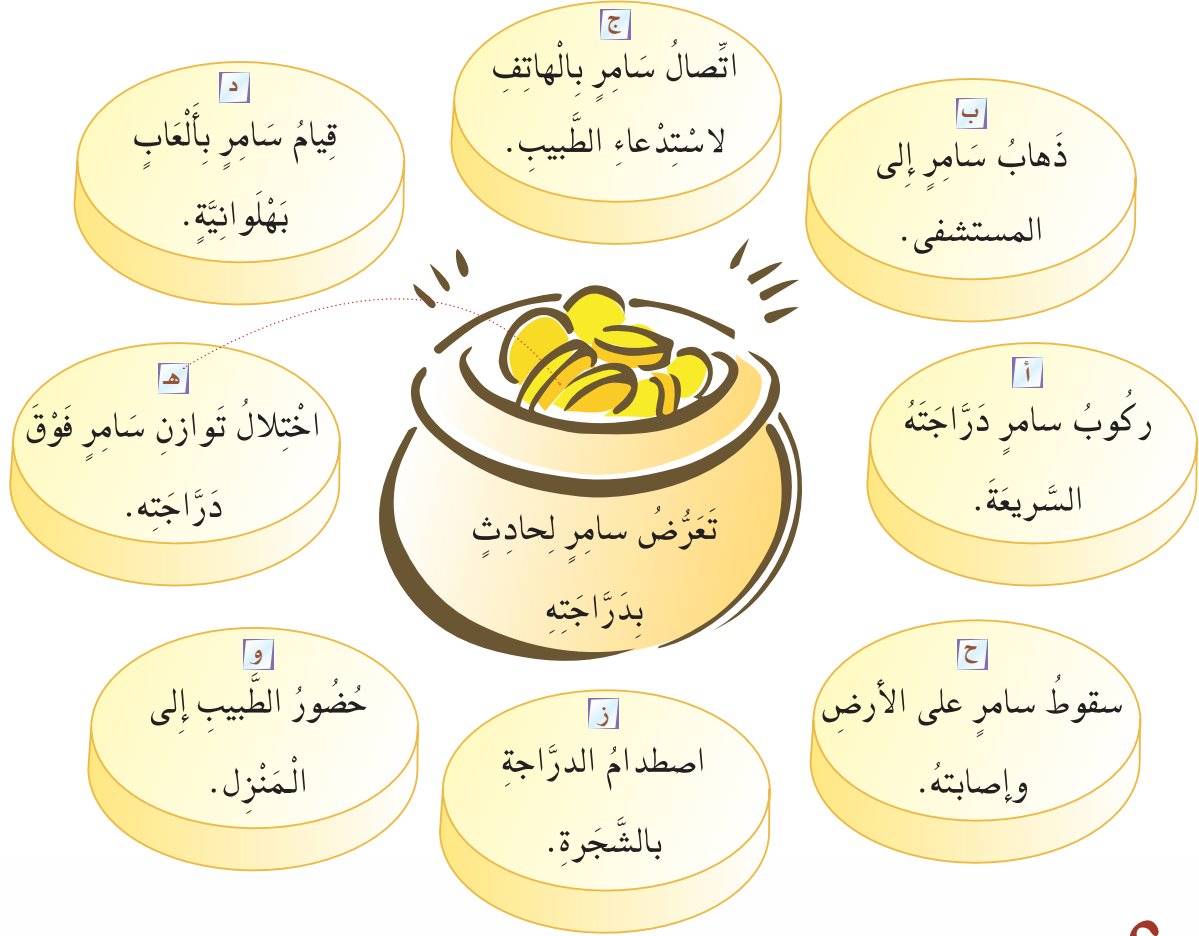 ج
اتِّصالُ سَامِرٍ بِالْهاتِفِ
لاسْتِدْعاءِ الطَّبيبِ.
د
قِيامُ سَامِرٍ بِأَلْعَابٍ
بَهْلَوانِيَّةٍ.
ب
ذَهابُ سَامِرٍ إِلى
المستشفى.
هـ
اخْتِلالُ تَوازنِ سَامِرٍ فَوْقَ
دَرَّاجَتِه.
أ
ركُوبُ سامرٍ دَرَّاجَتَهُ
السَّريعَةَ.
تَعَرُّضُ سامِرٍ لِحادِثٍ
بِدَرَّاجَتِهِ
و
حُضُورُ الطَّبيبِ إِلى
الْمَنْزِل.
ز
اصطدامُ الدرَّاجةِ
بالشَّجَرةِ.
ح
سقوطُ سامرٍ على الأرضِ
وإصابتهُ.